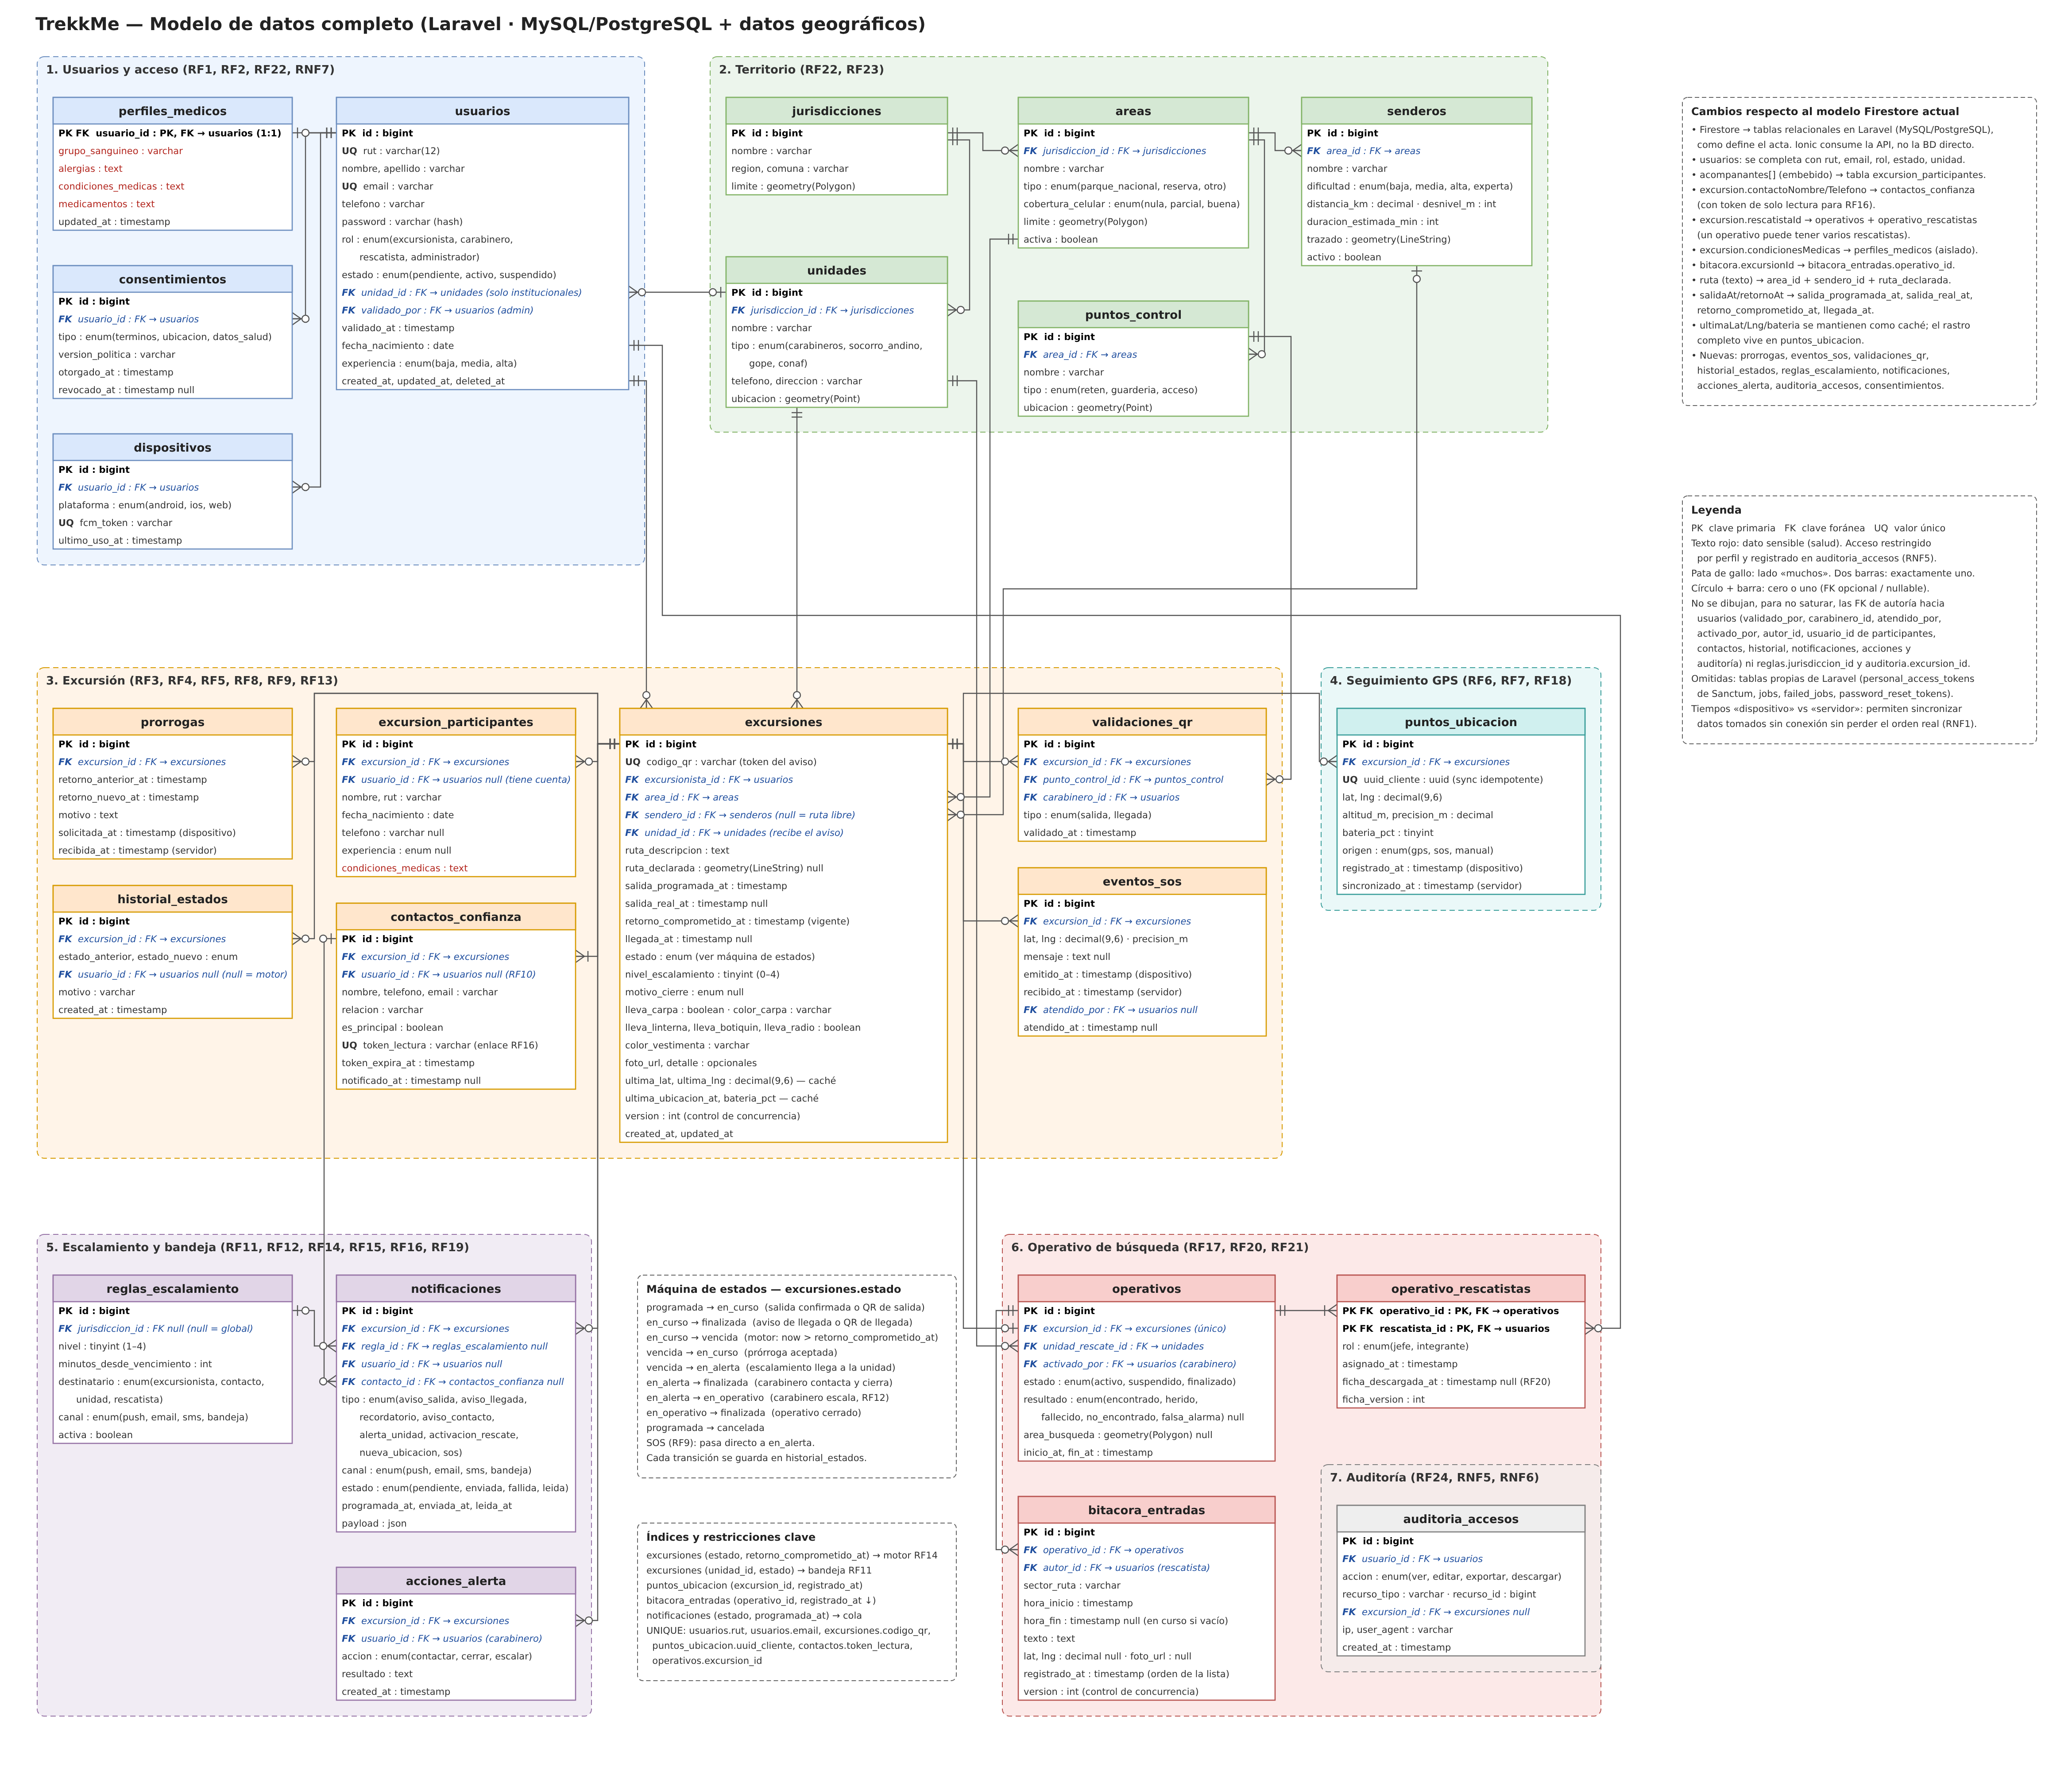 TrekkMe — Modelo de datos completo (Laravel · MySQL/PostgreSQL + datos geográficos)
1. Usuarios y acceso (RF1, RF2, RF22, RNF7)
perfiles_medicos
PK FK usuario_id : PK, FK → usuarios (1:1)
grupo_sanguineo : varchar
alergias : text
condiciones_medicas : text
medicamentos : text
updated_at : timestamp
consentimientos
PK id : bigint
FK usuario_id : FK → usuarios
tipo : enum(terminos, ubicacion, datos_salud)
version_politica : varchar
otorgado_at : timestamp
revocado_at : timestamp null
dispositivos
PK id : bigint
FK usuario_id : FK → usuarios
plataforma : enum(android, ios, web)
UQ fcm_token : varchar
ultimo_uso_at : timestamp
usuarios
PK id : bigint
UQ rut : varchar(12)
nombre, apellido : varchar
UQ email : varchar
telefono : varchar
password : varchar (hash)
rol : enum(excursionista, carabinero,
rescatista, administrador)
estado : enum(pendiente, activo, suspendido)
FK unidad_id : FK → unidades (solo institucionales)
FK validado_por : FK → usuarios (admin)
validado_at : timestamp
fecha_nacimiento : date
experiencia : enum(baja, media, alta)
created_at, updated_at, deleted_at
2. Territorio (RF22, RF23)
jurisdicciones
PK id : bigint
nombre : varchar
region, comuna : varchar
limite : geometry(Polygon)
unidades
PK id : bigint
FK jurisdiccion_id : FK → jurisdicciones
nombre : varchar
tipo : enum(carabineros, socorro_andino,
gope, conaf)
telefono, direccion : varchar
ubicacion : geometry(Point)
areas
PK id : bigint
FK jurisdiccion_id : FK → jurisdicciones
nombre : varchar
tipo : enum(parque_nacional, reserva, otro)
cobertura_celular : enum(nula, parcial, buena)
limite : geometry(Polygon)
activa : boolean
puntos_control
PK id : bigint
FK area_id : FK → areas
nombre : varchar
tipo : enum(reten, guarderia, acceso)
ubicacion : geometry(Point)
senderos
PK id : bigint
FK area_id : FK → areas
nombre : varchar
dificultad : enum(baja, media, alta, experta)
distancia_km : decimal · desnivel_m : int
duracion_estimada_min : int
trazado : geometry(LineString)
activo : boolean
Cambios respecto al modelo Firestore actual
• Firestore → tablas relacionales en Laravel (MySQL/PostgreSQL),
como define el acta. Ionic consume la API, no la BD directo.
• usuarios: se completa con rut, email, rol, estado, unidad.
• acompanantes[] (embebido) → tabla excursion_participantes.
• excursion.contactoNombre/Telefono → contactos_confianza
(con token de solo lectura para RF16).
• excursion.rescatistaId → operativos + operativo_rescatistas
(un operativo puede tener varios rescatistas).
• excursion.condicionesMedicas → perfiles_medicos (aislado).
• bitacora.excursionId → bitacora_entradas.operativo_id.
• ruta (texto) → area_id + sendero_id + ruta_declarada.
• salidaAt/retornoAt → salida_programada_at, salida_real_at,
retorno_comprometido_at, llegada_at.
• ultimaLat/Lng/bateria se mantienen como caché; el rastro
completo vive en puntos_ubicacion.
• Nuevas: prorrogas, eventos_sos, validaciones_qr,
historial_estados, reglas_escalamiento, notificaciones,
acciones_alerta, auditoria_accesos, consentimientos.
Leyenda
PK clave primaria FK clave foránea UQ valor único
Texto rojo: dato sensible (salud). Acceso restringido
por perfil y registrado en auditoria_accesos (RNF5).
Pata de gallo: lado «muchos». Dos barras: exactamente uno.
Círculo + barra: cero o uno (FK opcional / nullable).
No se dibujan, para no saturar, las FK de autoría hacia
usuarios (validado_por, carabinero_id, atendido_por,
activado_por, autor_id, usuario_id de participantes,
contactos, historial, notificaciones, acciones y
auditoría) ni reglas.jurisdiccion_id y auditoria.excursion_id.
Omitidas: tablas propias de Laravel (personal_access_tokens
de Sanctum, jobs, failed_jobs, password_reset_tokens).
Tiempos «dispositivo» vs «servidor»: permiten sincronizar
datos tomados sin conexión sin perder el orden real (RNF1).
3. Excursión (RF3, RF4, RF5, RF8, RF9, RF13)
prorrogas
PK id : bigint
FK excursion_id : FK → excursiones
retorno_anterior_at : timestamp
retorno_nuevo_at : timestamp
motivo : text
solicitada_at : timestamp (dispositivo)
recibida_at : timestamp (servidor)
historial_estados
PK id : bigint
FK excursion_id : FK → excursiones
estado_anterior, estado_nuevo : enum
FK usuario_id : FK → usuarios null (null = motor)
motivo : varchar
created_at : timestamp
excursion_participantes
PK id : bigint
FK excursion_id : FK → excursiones
FK usuario_id : FK → usuarios null (tiene cuenta)
nombre, rut : varchar
fecha_nacimiento : date
telefono : varchar null
experiencia : enum null
condiciones_medicas : text
contactos_confianza
PK id : bigint
FK excursion_id : FK → excursiones
FK usuario_id : FK → usuarios null (RF10)
nombre, telefono, email : varchar
relacion : varchar
es_principal : boolean
UQ token_lectura : varchar (enlace RF16)
token_expira_at : timestamp
notificado_at : timestamp null
excursiones
PK id : bigint
UQ codigo_qr : varchar (token del aviso)
FK excursionista_id : FK → usuarios
FK area_id : FK → areas
FK sendero_id : FK → senderos (null = ruta libre)
FK unidad_id : FK → unidades (recibe el aviso)
ruta_descripcion : text
ruta_declarada : geometry(LineString) null
salida_programada_at : timestamp
salida_real_at : timestamp null
retorno_comprometido_at : timestamp (vigente)
llegada_at : timestamp null
estado : enum (ver máquina de estados)
nivel_escalamiento : tinyint (0–4)
motivo_cierre : enum null
lleva_carpa : boolean · color_carpa : varchar
lleva_linterna, lleva_botiquin, lleva_radio : boolean
color_vestimenta : varchar
foto_url, detalle : opcionales
ultima_lat, ultima_lng : decimal(9,6) — caché
ultima_ubicacion_at, bateria_pct — caché
version : int (control de concurrencia)
created_at, updated_at
validaciones_qr
PK id : bigint
FK excursion_id : FK → excursiones
FK punto_control_id : FK → puntos_control
FK carabinero_id : FK → usuarios
tipo : enum(salida, llegada)
validado_at : timestamp
eventos_sos
PK id : bigint
FK excursion_id : FK → excursiones
lat, lng : decimal(9,6) · precision_m
mensaje : text null
emitido_at : timestamp (dispositivo)
recibido_at : timestamp (servidor)
FK atendido_por : FK → usuarios null
atendido_at : timestamp null
4. Seguimiento GPS (RF6, RF7, RF18)
puntos_ubicacion
PK id : bigint
FK excursion_id : FK → excursiones
UQ uuid_cliente : uuid (sync idempotente)
lat, lng : decimal(9,6)
altitud_m, precision_m : decimal
bateria_pct : tinyint
origen : enum(gps, sos, manual)
registrado_at : timestamp (dispositivo)
sincronizado_at : timestamp (servidor)
5. Escalamiento y bandeja (RF11, RF12, RF14, RF15, RF16, RF19)
reglas_escalamiento
PK id : bigint
FK jurisdiccion_id : FK null (null = global)
nivel : tinyint (1–4)
minutos_desde_vencimiento : int
destinatario : enum(excursionista, contacto,
unidad, rescatista)
canal : enum(push, email, sms, bandeja)
activa : boolean
notificaciones
PK id : bigint
FK excursion_id : FK → excursiones
FK regla_id : FK → reglas_escalamiento null
FK usuario_id : FK → usuarios null
FK contacto_id : FK → contactos_confianza null
tipo : enum(aviso_salida, aviso_llegada,
recordatorio, aviso_contacto,
alerta_unidad, activacion_rescate,
nueva_ubicacion, sos)
canal : enum(push, email, sms, bandeja)
estado : enum(pendiente, enviada, fallida, leida)
programada_at, enviada_at, leida_at
payload : json
acciones_alerta
PK id : bigint
FK excursion_id : FK → excursiones
FK usuario_id : FK → usuarios (carabinero)
accion : enum(contactar, cerrar, escalar)
resultado : text
created_at : timestamp
Máquina de estados — excursiones.estado
programada → en_curso (salida confirmada o QR de salida)
en_curso → finalizada (aviso de llegada o QR de llegada)
en_curso → vencida (motor: now > retorno_comprometido_at)
vencida → en_curso (prórroga aceptada)
vencida → en_alerta (escalamiento llega a la unidad)
en_alerta → finalizada (carabinero contacta y cierra)
en_alerta → en_operativo (carabinero escala, RF12)
en_operativo → finalizada (operativo cerrado)
programada → cancelada
SOS (RF9): pasa directo a en_alerta.
Cada transición se guarda en historial_estados.
Índices y restricciones clave
excursiones (estado, retorno_comprometido_at) → motor RF14
excursiones (unidad_id, estado) → bandeja RF11
puntos_ubicacion (excursion_id, registrado_at)
bitacora_entradas (operativo_id, registrado_at ↓)
notificaciones (estado, programada_at) → cola
UNIQUE: usuarios.rut, usuarios.email, excursiones.codigo_qr,
puntos_ubicacion.uuid_cliente, contactos.token_lectura,
operativos.excursion_id
6. Operativo de búsqueda (RF17, RF20, RF21)
operativos
PK id : bigint
FK excursion_id : FK → excursiones (único)
FK unidad_rescate_id : FK → unidades
FK activado_por : FK → usuarios (carabinero)
estado : enum(activo, suspendido, finalizado)
resultado : enum(encontrado, herido,
fallecido, no_encontrado, falsa_alarma) null
area_busqueda : geometry(Polygon) null
inicio_at, fin_at : timestamp
bitacora_entradas
PK id : bigint
FK operativo_id : FK → operativos
FK autor_id : FK → usuarios (rescatista)
sector_ruta : varchar
hora_inicio : timestamp
hora_fin : timestamp null (en curso si vacío)
texto : text
lat, lng : decimal null · foto_url : null
registrado_at : timestamp (orden de la lista)
version : int (control de concurrencia)
operativo_rescatistas
PK FK operativo_id : PK, FK → operativos
PK FK rescatista_id : PK, FK → usuarios
rol : enum(jefe, integrante)
asignado_at : timestamp
ficha_descargada_at : timestamp null (RF20)
ficha_version : int
7. Auditoría (RF24, RNF5, RNF6)
auditoria_accesos
PK id : bigint
FK usuario_id : FK → usuarios
accion : enum(ver, editar, exportar, descargar)
recurso_tipo : varchar · recurso_id : bigint
FK excursion_id : FK → excursiones null
ip, user_agent : varchar
created_at : timestamp